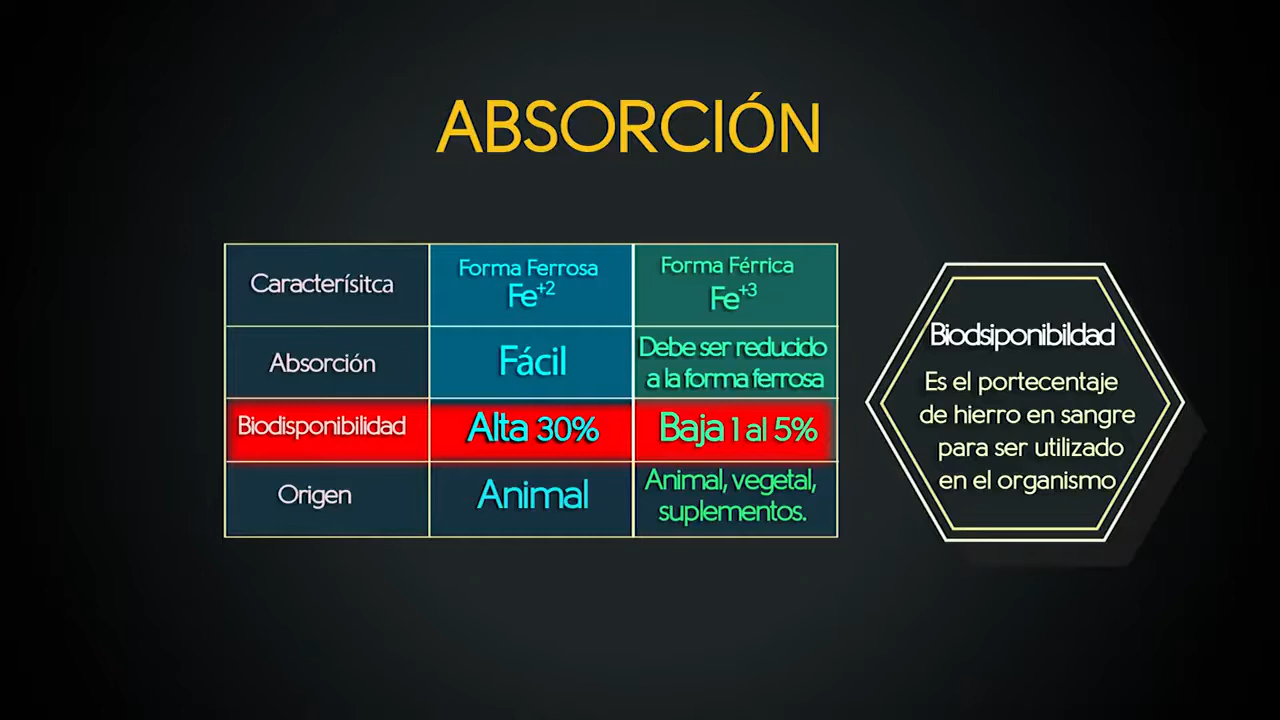 ABSORCIÓN
Caracterísitca
Forma Ferrosa
Fe+2
Forma Férrica
Fe+3
Absorción
Fácil
Debe ser reducido
a la forma ferrosa
Biodisponibilidad
Alta 30%
Baja 1 al 5%
Origen
Animal
Animal, vegetal,
suplementos.
Biodsiponibildad
Es el portecentaje
de hierro en sangre
para ser utilizado
en el organismo